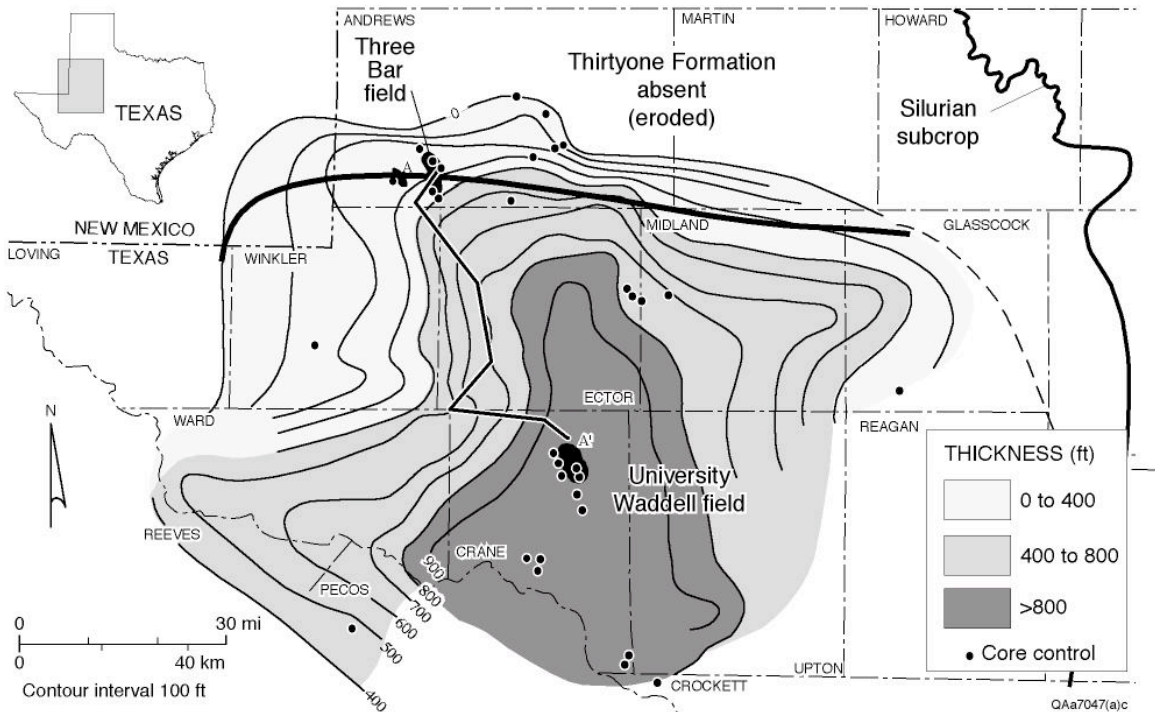 ANDREWS
MARTIN
HOWARD
Three
Bar
field
Thirtyone Formation
absent
(eroded)
Silurian
subcrop
TEXAS
0
A
NEW MEXICO
TEXAS
LOVING
WINKLER
MIDLAND
GLASSCOCK
N
WARD
ECTOR
REAGAN
A'
University
Waddell field
REEVES
CRANE
PECOS
900
800
700
600
500
400
UPTON
CROCKETT
THICKNESS (ft)
0 to 400
400 to 800
>800
Core control
0 30 mi
0 40 km
Contour interval 100 ft
QAa7047(a)c